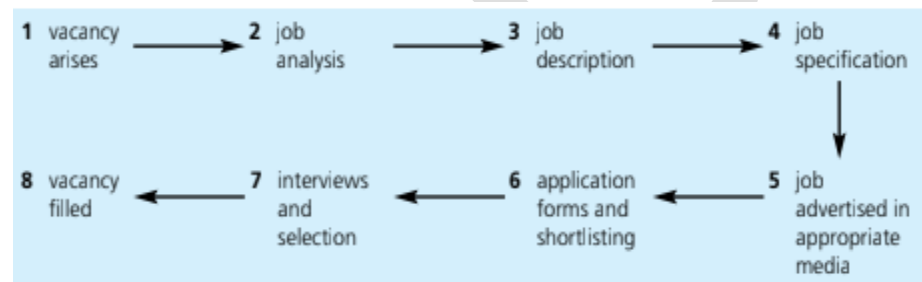 1 vacancy
arises
2 job
analysis
3 job
description
4 job
specification
5 job
advertised in
appropriate
media
6 application
forms and
shortlisting
7 interviews
and
selection
8 vacancy
filled